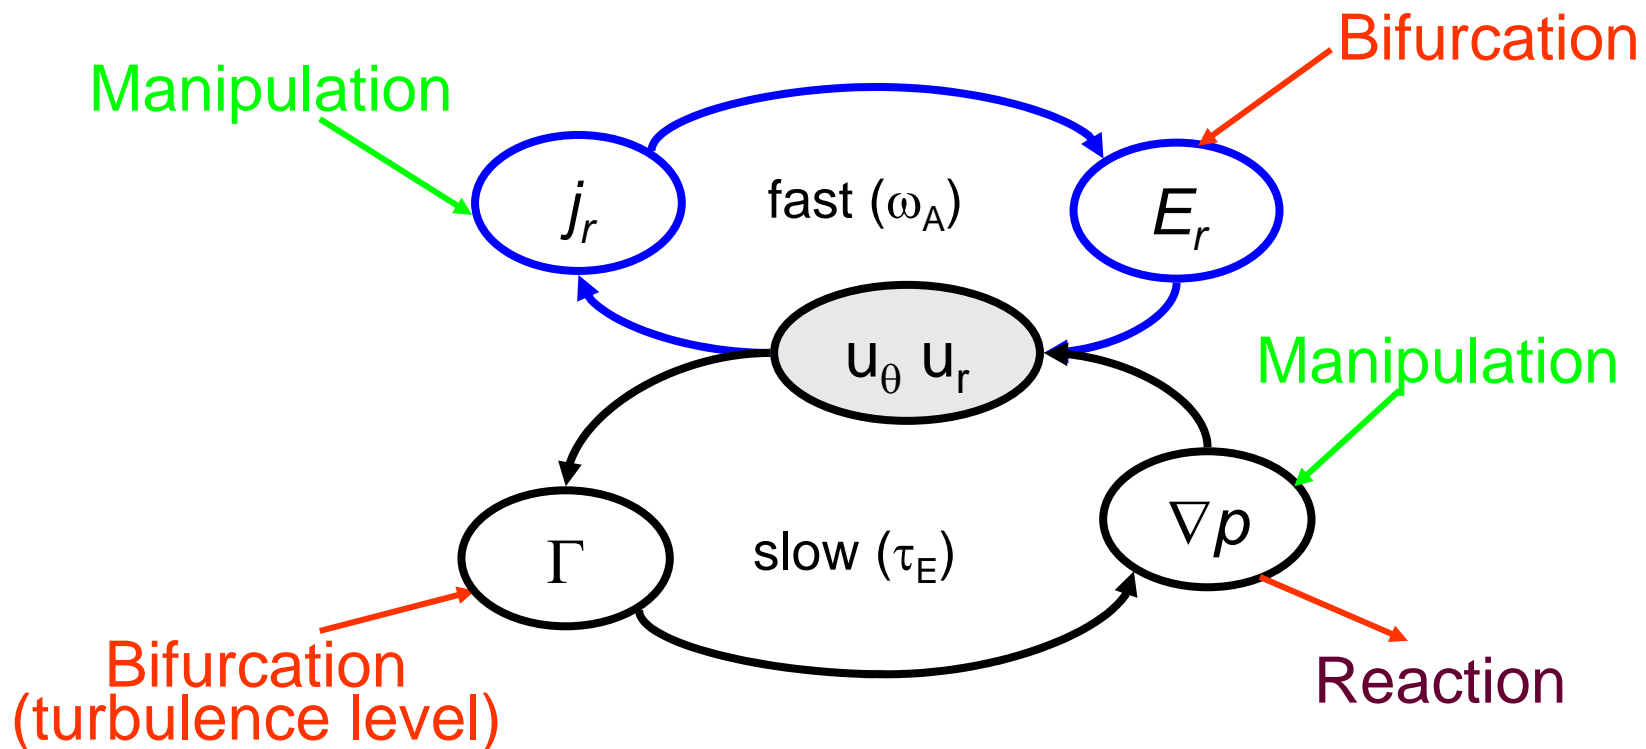 Bifurcation
Manipulation
j_r
fast (ω_A)
E_r
u_θ u_r
Manipulation
Γ
slow (τ_E)
∇p
Bifurcation
(turbulence level)
Reaction